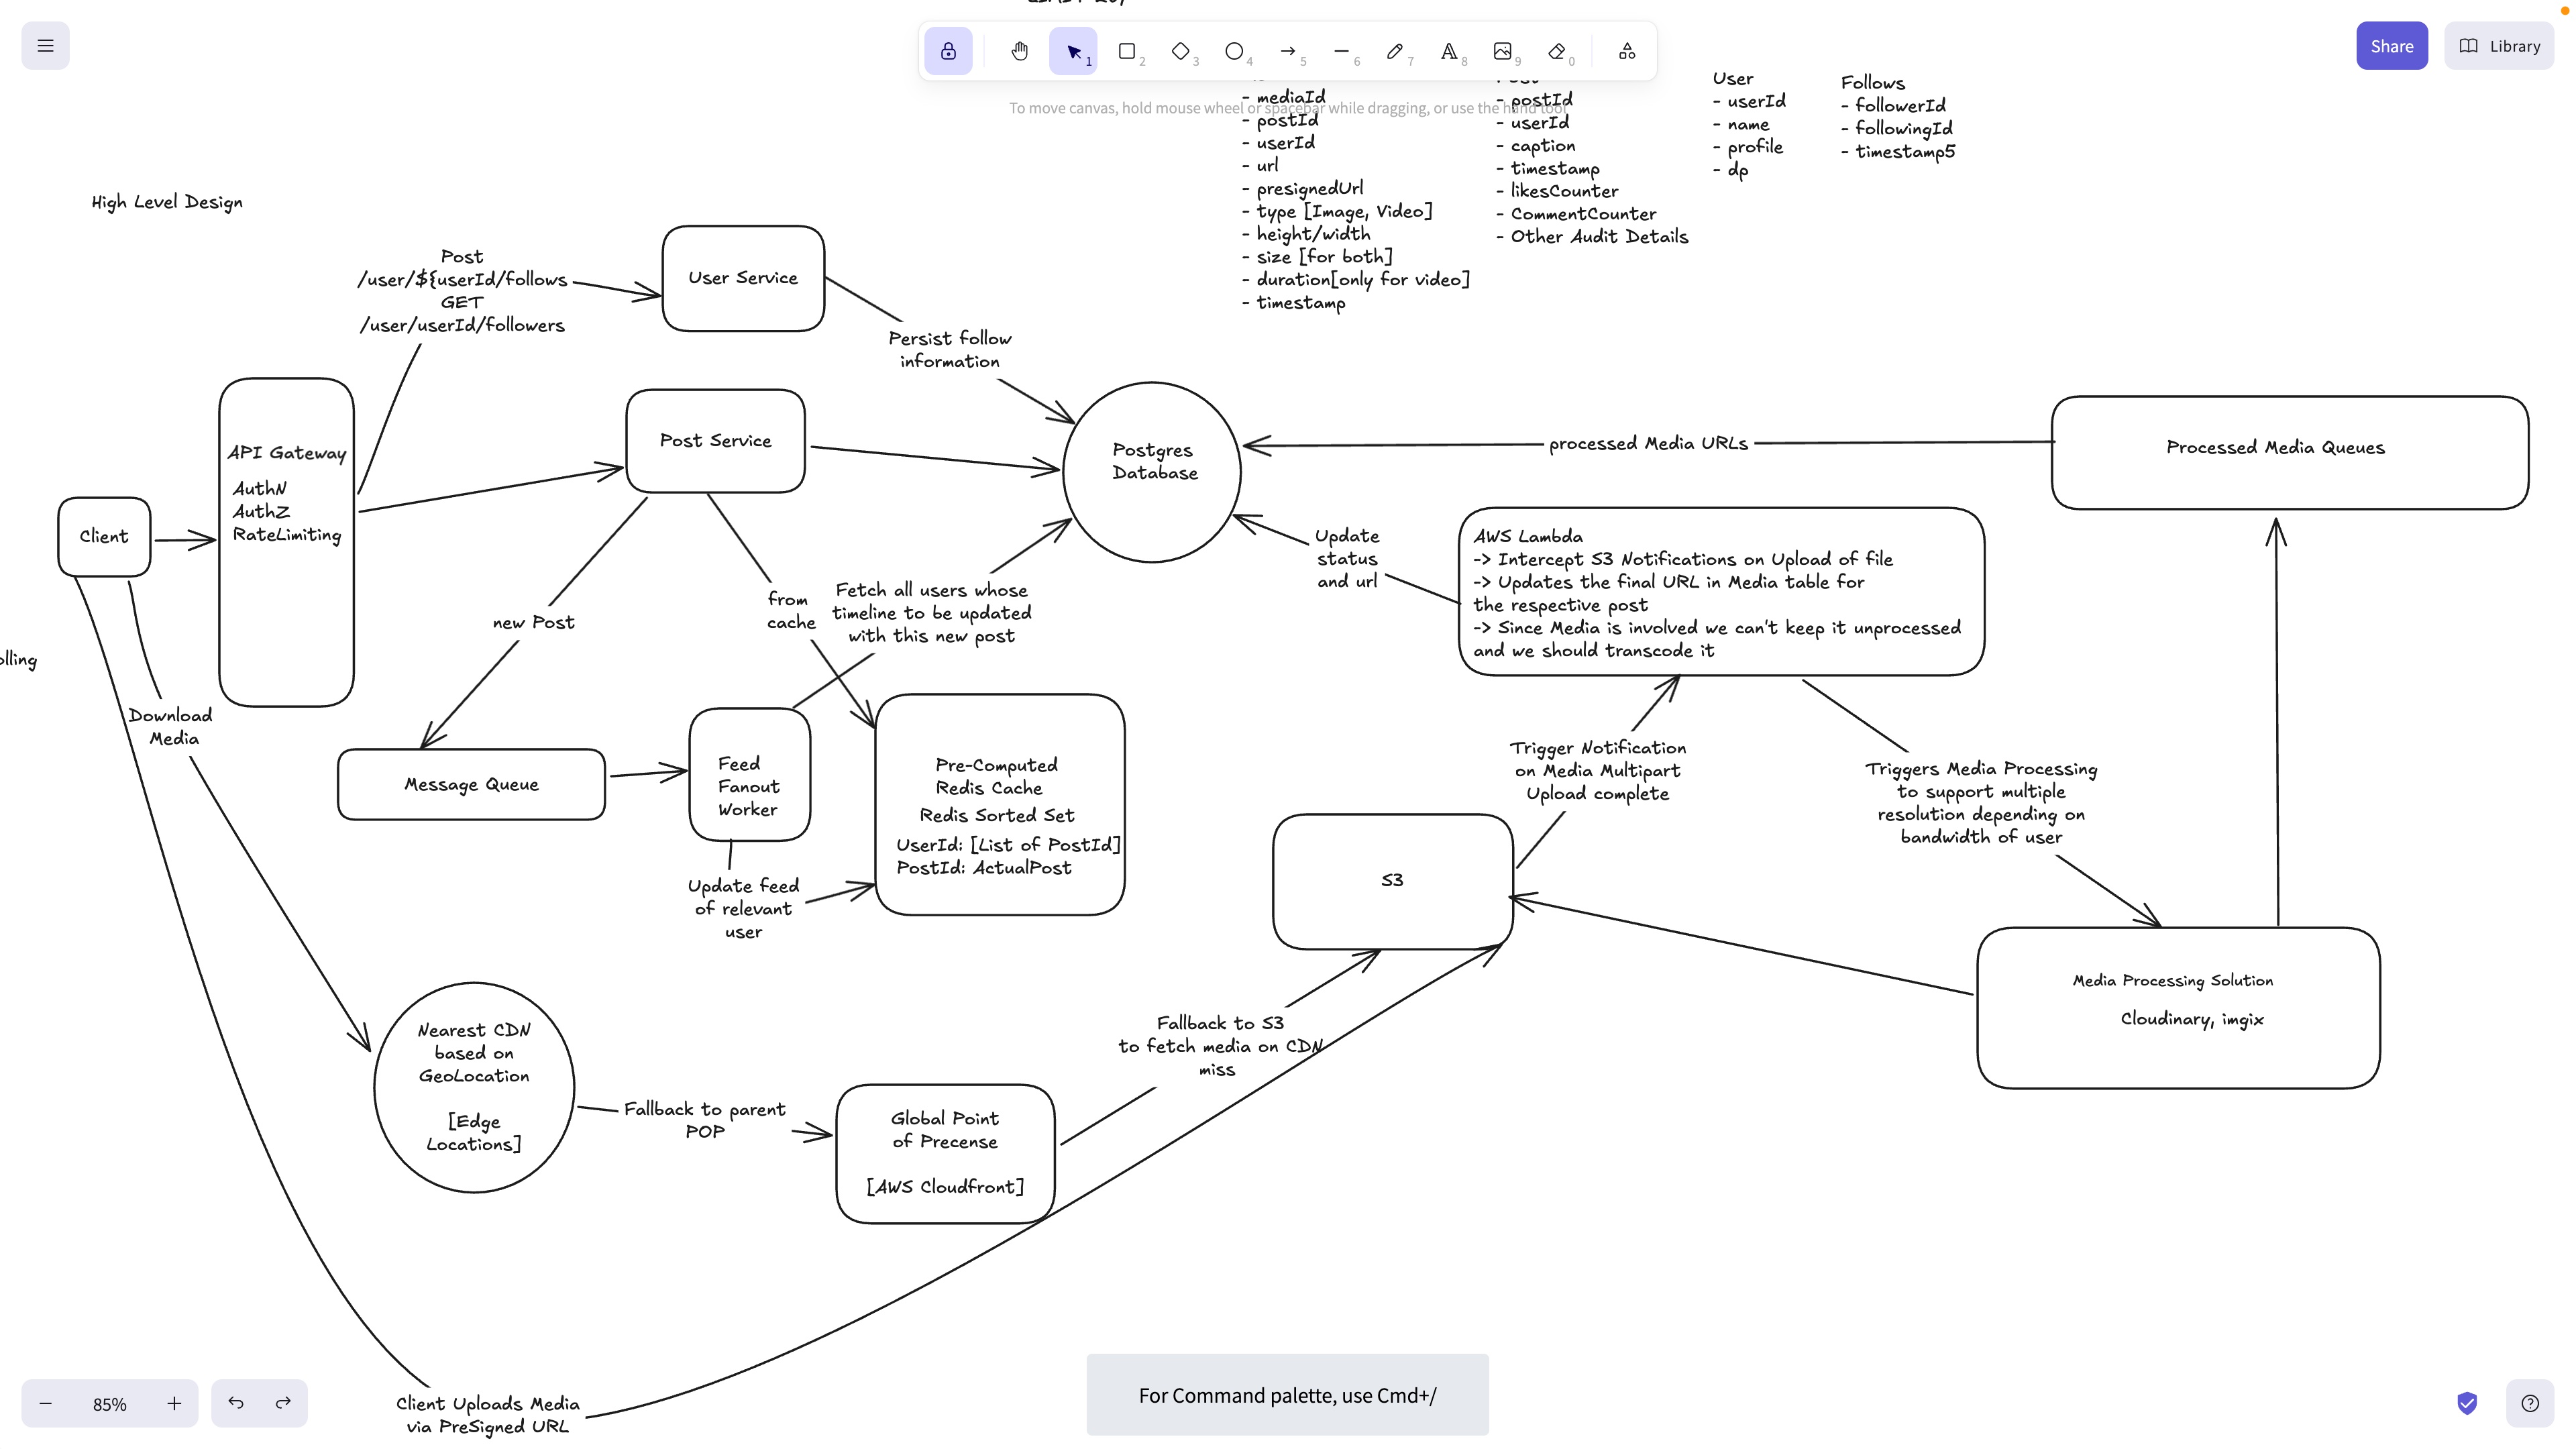 Share
Library
1
2
3
4
5
6
7
8
9
0
To move canvas, hold mouse wheel or spacebar while dragging, or use the hand tool
- mediaId
- postId
- userId
- url
- presignedUrl
- type [Image, Video]
- height/width
- size [for both]
- duration[only for video]
- timestamp
- postId
- userId
- caption
- timestamp
- likesCounter
- CommentCounter
- Other Audit Details
User
- userId
- name
- profile
- dp
Follows
- followerId
- followingId
- timestamp5
High Level Design
Post
/user/${userId/follows
GET
/user/userId/followers
User Service
Persist follow
information
API Gateway
AuthN
AuthZ
RateLimiting
Client
Post Service
Postgres
Database
processed Media URLs
Processed Media Queues
Update
status
and url
AWS Lambda
-> Intercept S3 Notifications on Upload of file
-> Updates the final URL in Media table for
the respective post
-> Since Media is involved we can't keep it unprocessed
and we should transcode it
new Post
from
cache
Fetch all users whose
timeline to be updated
with this new post
olling
Download
Media
Message Queue
Feed
Fanout
Worker
Pre-Computed
Redis Cache
Redis Sorted Set
UserId: [List of PostId]
PostId: ActualPost
Update feed
of relevant
user
Trigger Notification
on Media Multipart
Upload complete
Triggers Media Processing
to support multiple
resolution depending on
bandwidth of user
S3
Media Processing Solution
Cloudinary, imgix
Nearest CDN
based on
GeoLocation
[Edge
Locations]
Fallback to parent
POP
Global Point
of Precense
[AWS Cloudfront]
Fallback to S3
to fetch media on CDN
miss
Client Uploads Media
via PreSigned URL
85%
For Command palette, use Cmd+/